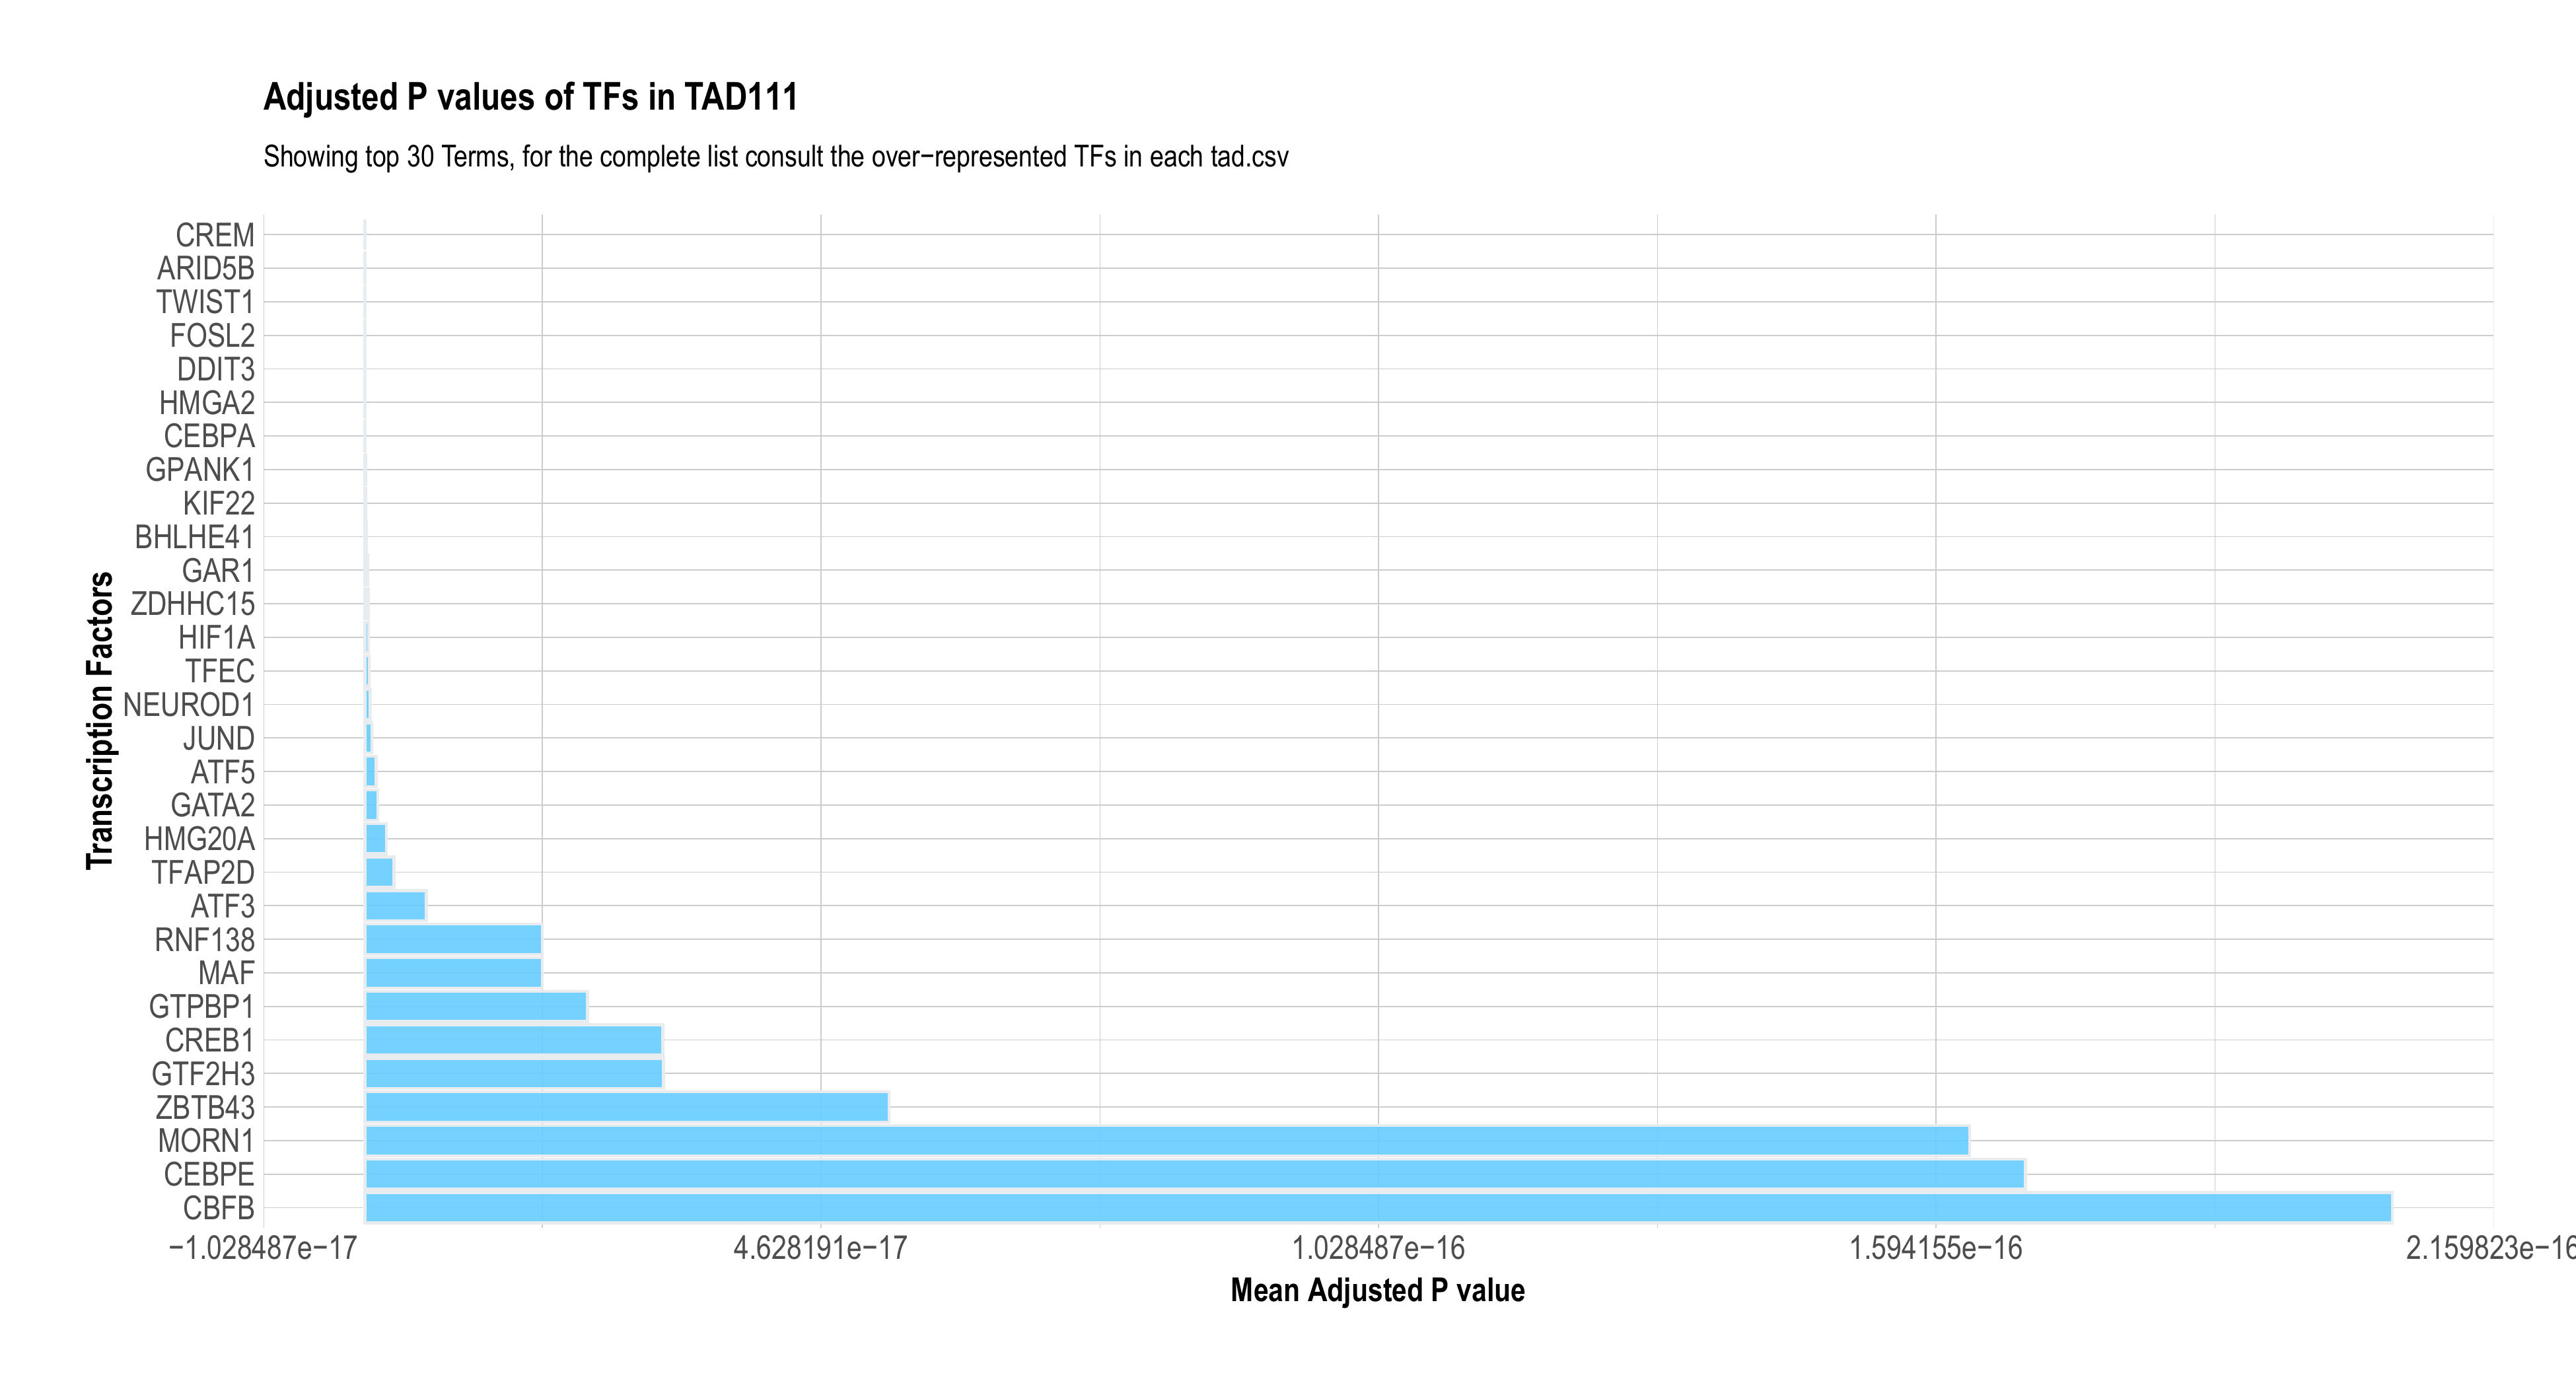 Adjusted P values of TFs in TAD111
Showing top 30 Terms, for the complete list consult the over−represented TFs in each tad.csv
Transcription Factors
CREM
ARID5B
TWIST1
FOSL2
DDIT3
HMGA2
CEBPA
GPANK1
KIF22
BHLHE41
GAR1
ZDHHC15
HIF1A
TFEC
NEUROD1
JUND
ATF5
GATA2
HMG20A
TFAP2D
ATF3
RNF138
MAF
GTPBP1
CREB1
GTF2H3
ZBTB43
MORN1
CEBPE
CBFB
−1.028487e−17 4.628191e−17 1.028487e−16 1.594155e−16 2.159823e−16
Mean Adjusted P value